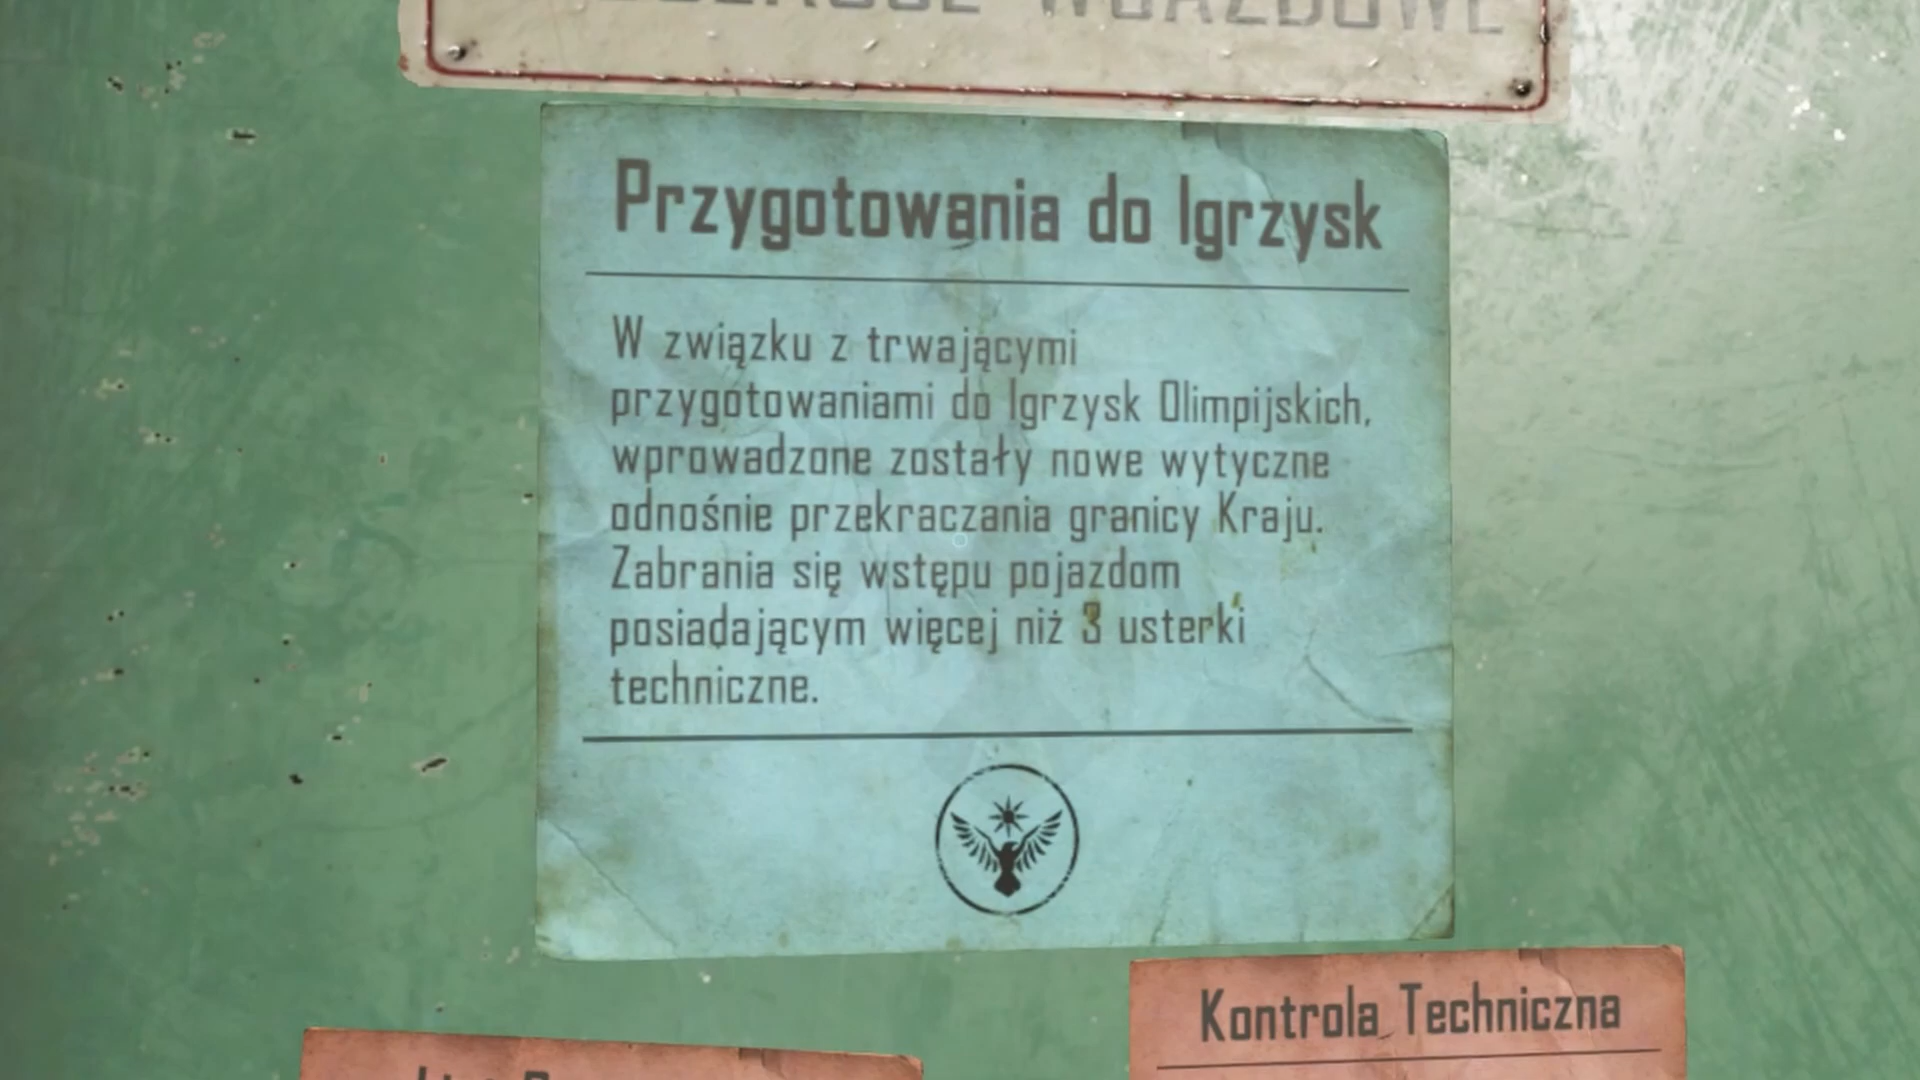 Przygotowania do Igrzysk
W związku z trwającymi
przygotowaniami do Igrzysk Olimpijskich,
wprowadzone zostały nowe wytyczne
odnośnie przekraczania granicy Kraju.
Zabrania się wstępu pojazdom
posiadającym więcej niż 3 usterki
techniczne.
Kontrola Techniczna